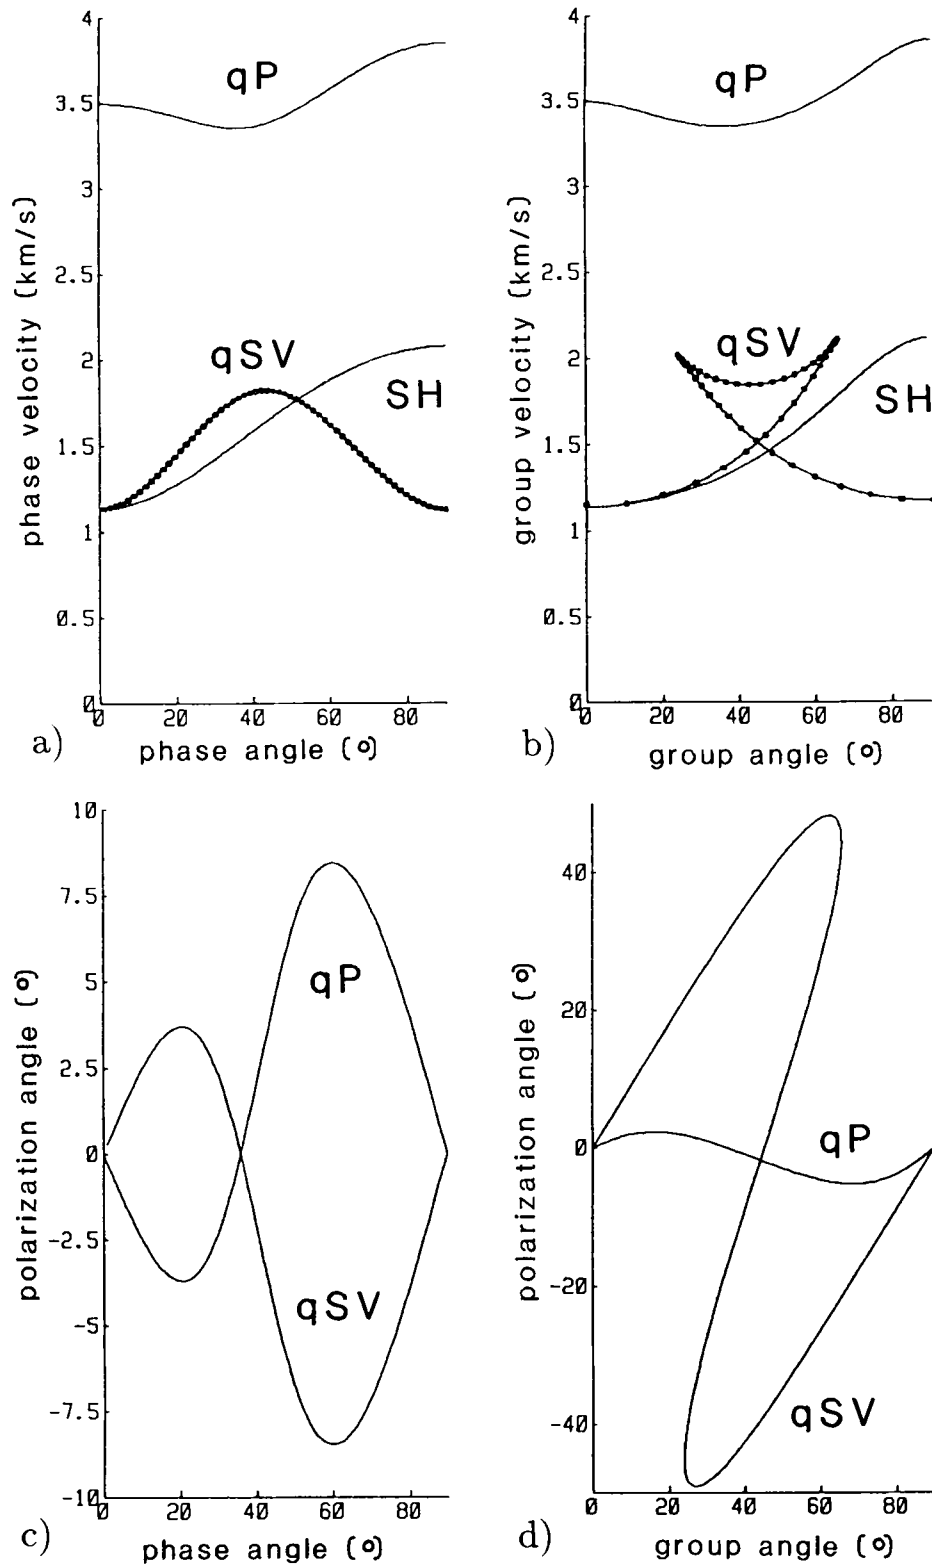 4
3.5
3
2.5
2
1.5
1
0.5
0
phase velocity (km/s)
qP
qSV
SH
0 20 40 60 80
a) phase angle (°)
4
3.5
3
2.5
2
1.5
1
0.5
0
group velocity (km/s)
qP
qSV
SH
0 20 40 60 80
b) group angle (°)
10
7.5
5
2.5
0
-2.5
-5
-7.5
-10
polarization angle (°)
qP
qSV
0 20 40 60 80
c) phase angle (°)
40
20
0
-20
-40
polarization angle (°)
qP
qSV
0 20 40 60 80
d) group angle (°)